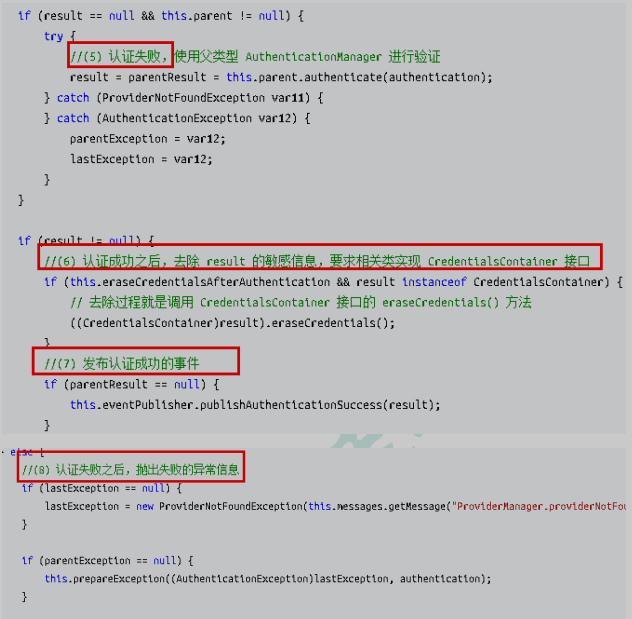 if (result == null && this.parent != null) {
try {
//(5) 认证失败，使用父类型 AuthenticationManager 进行验证
result = parentResult = this.parent.authenticate(authentication);
} catch (ProviderNotFoundException var11) {
} catch (AuthenticationException var12) {
parentException = var12;
lastException = var12;
}
}
if (result != null) {
//(6) 认证成功之后，去除 result 的敏感信息，要求相关类实现 CredentialsContainer 接口
if (this.eraseCredentialsAfterAuthentication && result instanceof CredentialsContainer) {
// 去除过程就是调用 CredentialsContainer 接口的 eraseCredentials() 方法
((CredentialsContainer)result).eraseCredentials();
}
//(7) 发布认证成功的事件
if (parentResult == null) {
this.eventPublisher.publishAuthenticationSuccess(result);
}
else {
//(8) 认证失败之后，抛出失败的异常信息
if (lastException == null) {
lastException = new ProviderNotFoundException(this.messages.getMessage("ProviderManager.providerNotFou
}
if (parentException == null) {
this.prepareException((AuthenticationException)lastException, authentication);
}